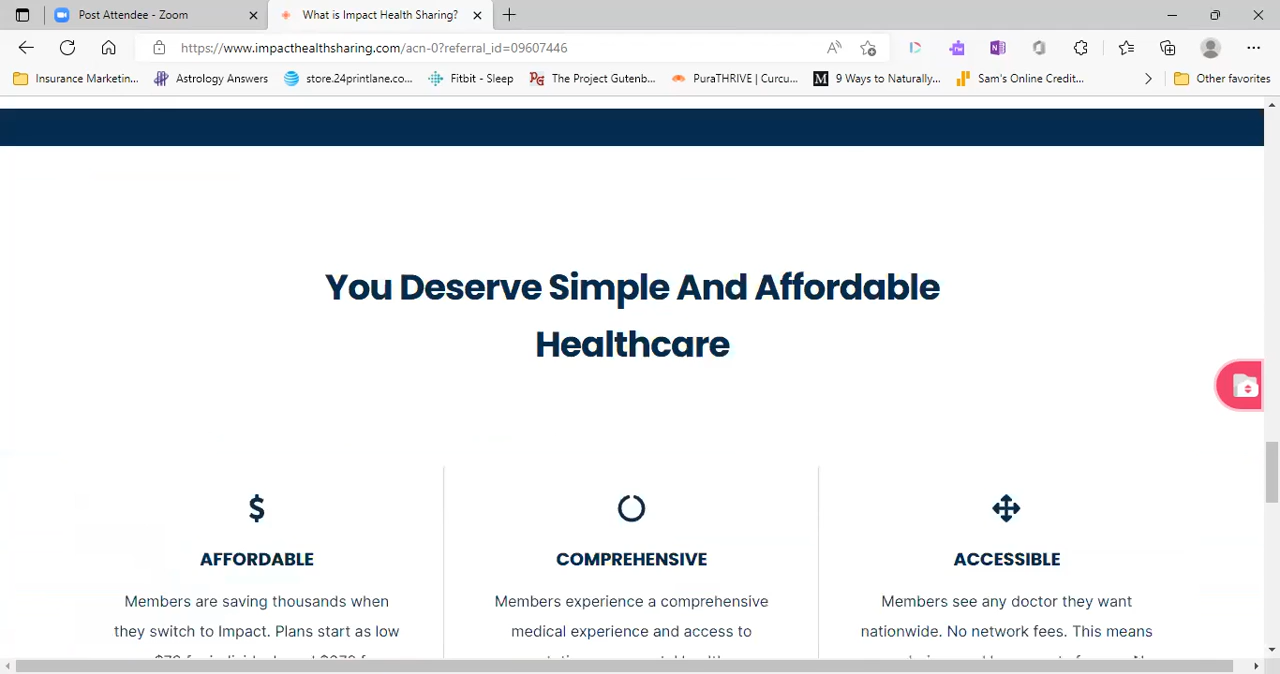 Post Attendee - Zoom
What is Impact Health Sharing?
https://www.impacthealthsharing.com/acn-0?referral_id=09607446
Insurance Marketin...
Astrology Answers
store.24printlane.co...
Fitbit - Sleep
The Project Gutenb...
PuraTHRIVE | Curcu...
9 Ways to Naturally...
Sam's Online Credit...
Other favorites
You Deserve Simple And Affordable
Healthcare
AFFORDABLE
Members are saving thousands when
they switch to Impact. Plans start as low
COMPREHENSIVE
Members experience a comprehensive
medical experience and access to
ACCESSIBLE
Members see any doctor they want
nationwide. No network fees. This means